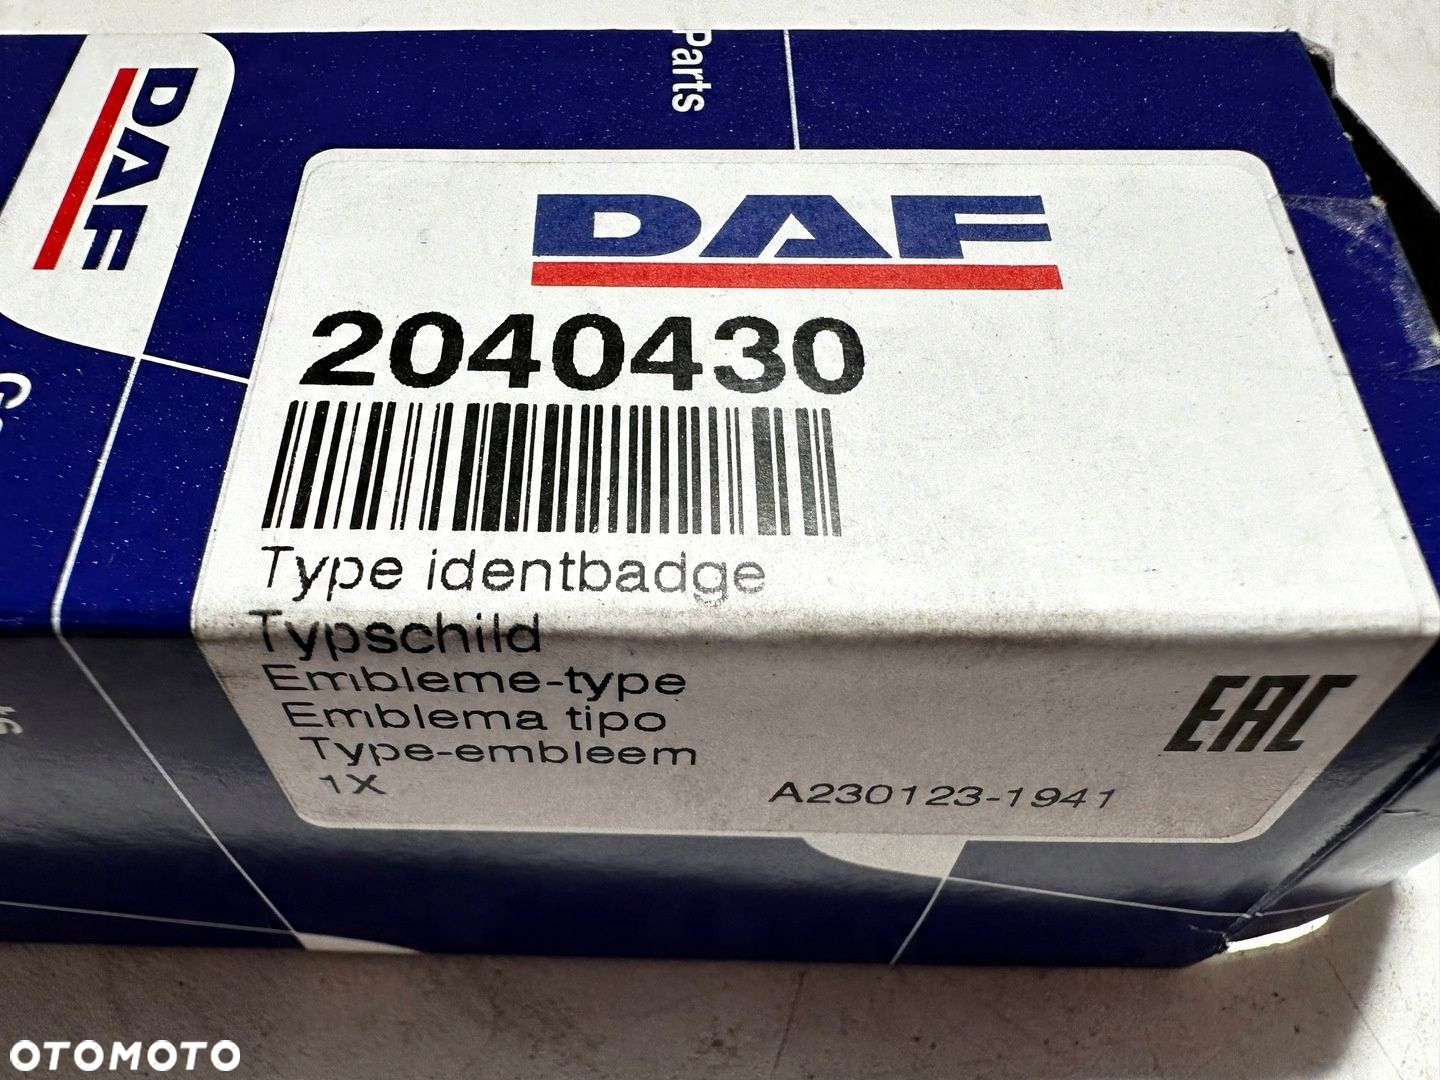 Parts
DAF
DAF
2040430
Type identbadge
Typschild
Embleme-type
Emblema tipo
Type-embleem
1X
EAC
A230123-1941
OTOMOTO